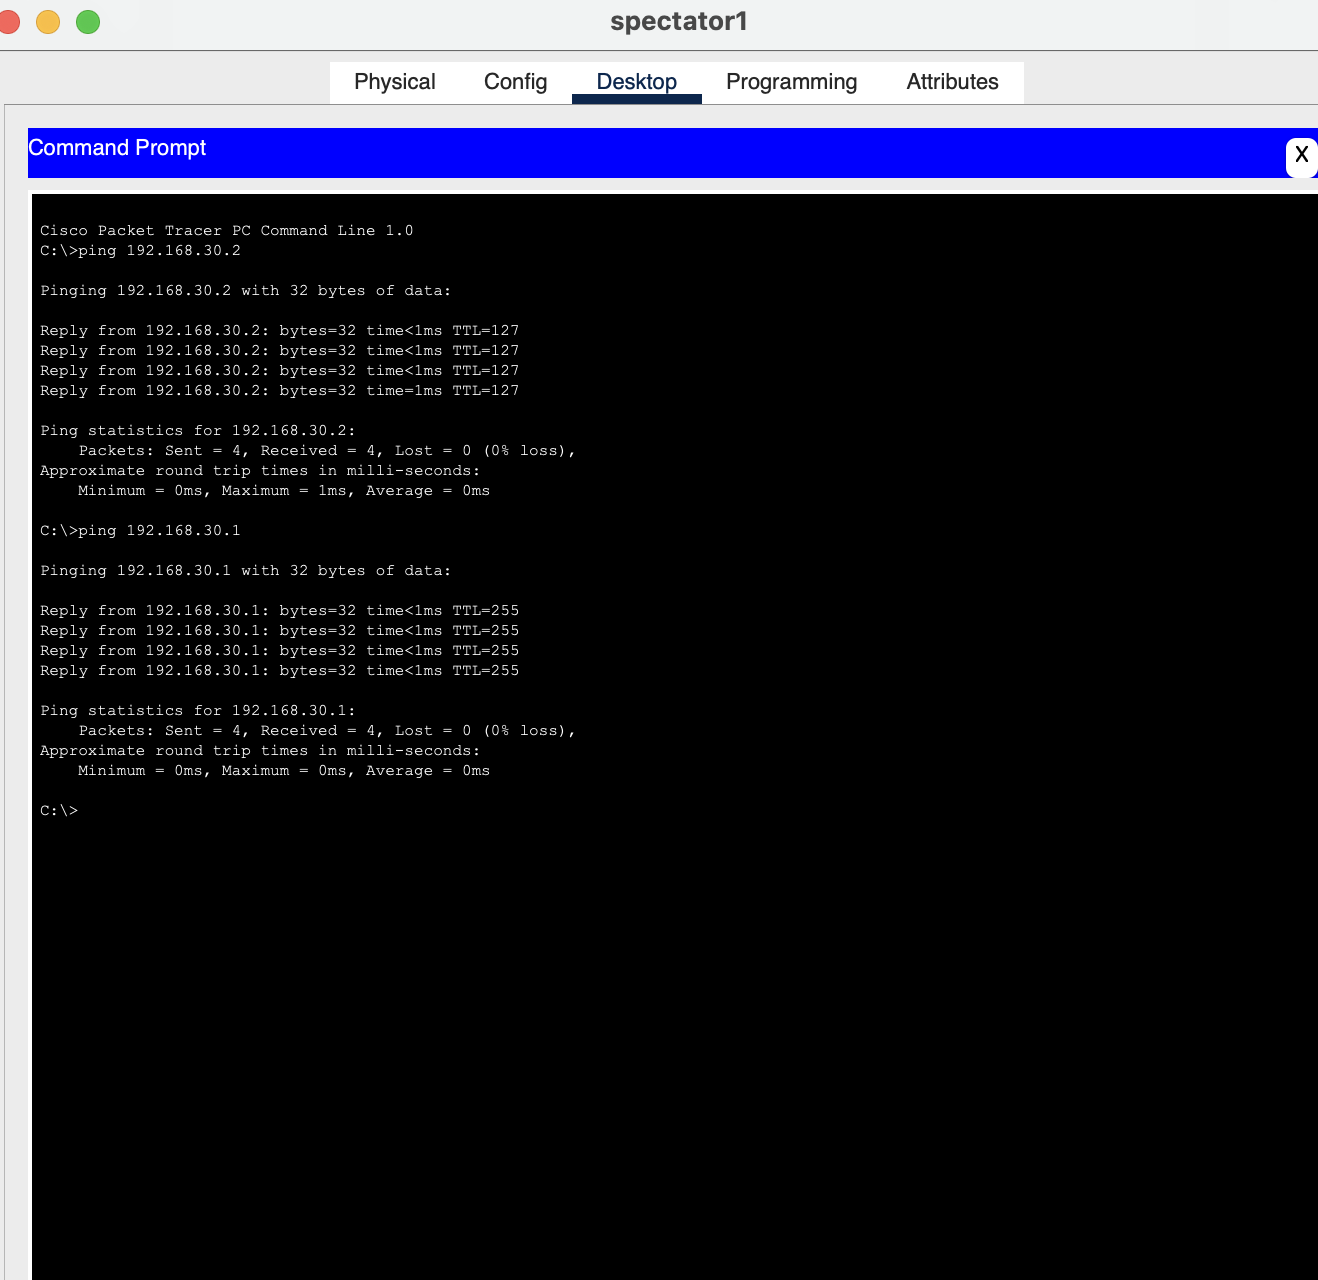 spectator1
Physical Config Desktop Programming Attributes
Command Prompt
X
Cisco Packet Tracer PC Command Line 1.0
C:\>ping 192.168.30.2
Pinging 192.168.30.2 with 32 bytes of data:
Reply from 192.168.30.2: bytes=32 time<1ms TTL=127
Reply from 192.168.30.2: bytes=32 time<1ms TTL=127
Reply from 192.168.30.2: bytes=32 time<1ms TTL=127
Reply from 192.168.30.2: bytes=32 time=1ms TTL=127
Ping statistics for 192.168.30.2:
Packets: Sent = 4, Received = 4, Lost = 0 (0% loss),
Approximate round trip times in milli-seconds:
Minimum = 0ms, Maximum = 1ms, Average = 0ms
C:\>ping 192.168.30.1
Pinging 192.168.30.1 with 32 bytes of data:
Reply from 192.168.30.1: bytes=32 time<1ms TTL=255
Reply from 192.168.30.1: bytes=32 time<1ms TTL=255
Reply from 192.168.30.1: bytes=32 time<1ms TTL=255
Reply from 192.168.30.1: bytes=32 time<1ms TTL=255
Ping statistics for 192.168.30.1:
Packets: Sent = 4, Received = 4, Lost = 0 (0% loss),
Approximate round trip times in milli-seconds:
Minimum = 0ms, Maximum = 0ms, Average = 0ms
C:\>